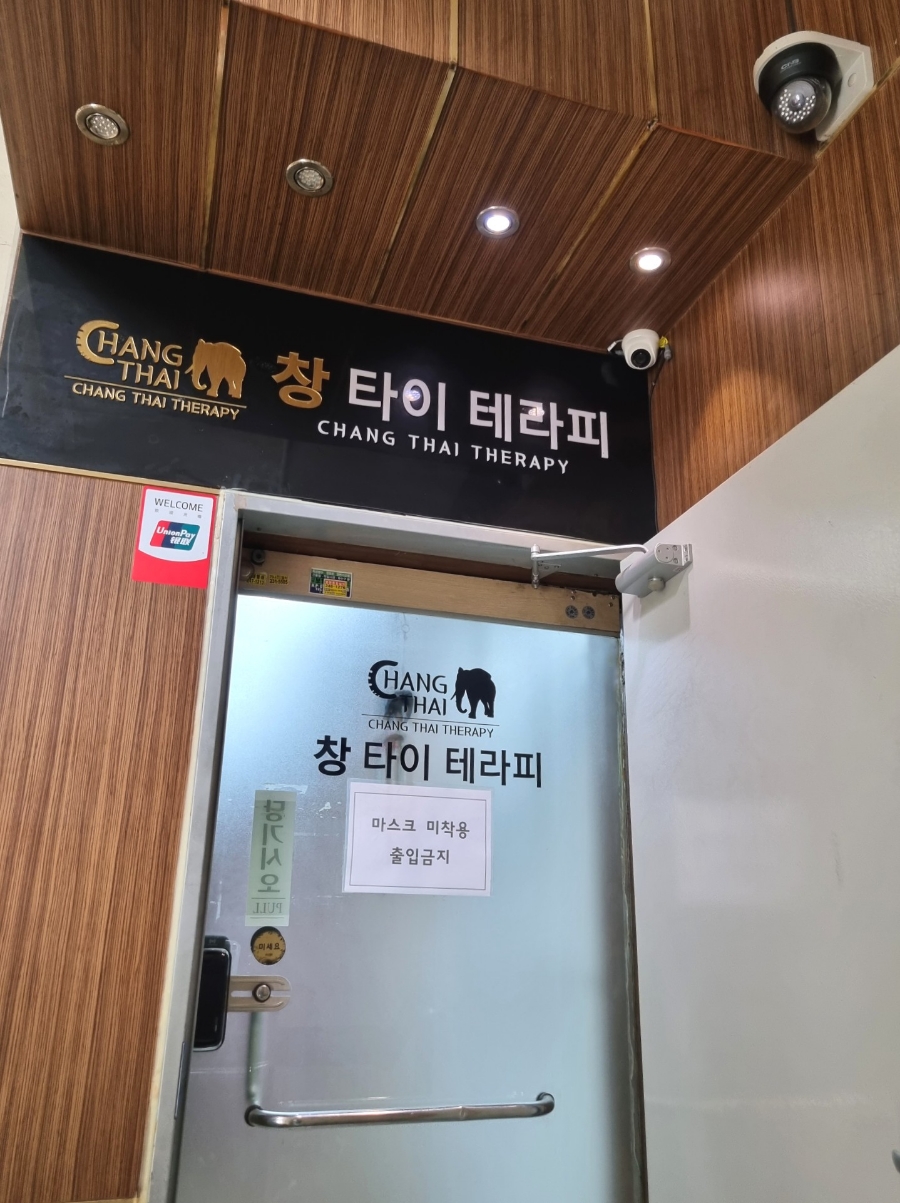 CHANG
THAI
CHANG THAI THERAPY
창 타이 테라피
CHANG THAI THERAPY
WELCOME
UnionPay
银联
CHANG
THAI
CHANG THAI THERAPY
창 타이 테라피
마스크 미착용
출입금지
당기시오
PULL
미세요